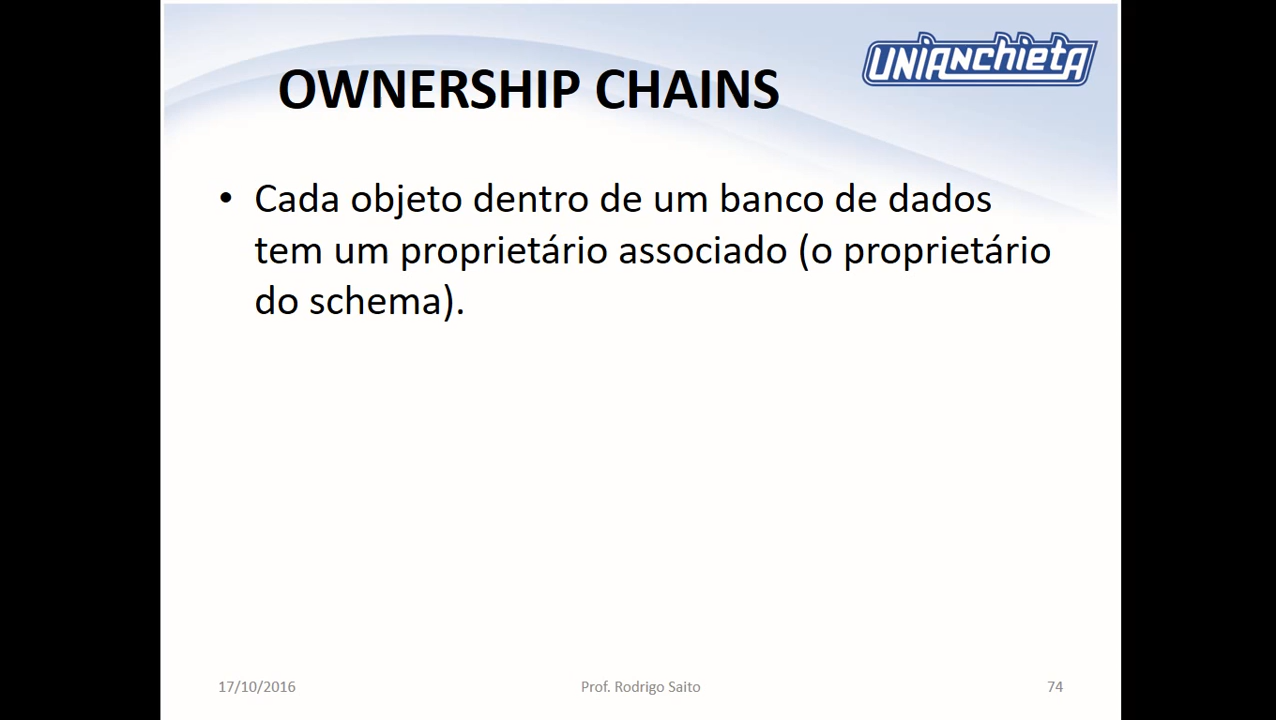 UNIANCHIETA
OWNERSHIP CHAINS
• Cada objeto dentro de um banco de dados
tem um proprietário associado (o proprietário
do schema).
17/10/2016
Prof. Rodrigo Saito
74